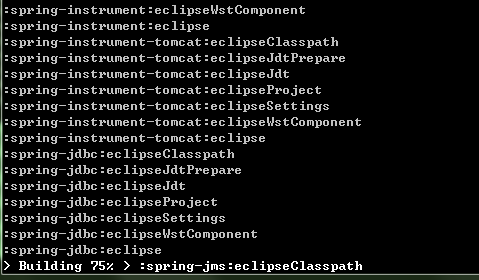 :spring-instrument:eclipseWstComponent
:spring-instrument:eclipse
:spring-instrument-tomcat:eclipseClasspath
:spring-instrument-tomcat:eclipseJdtPrepare
:spring-instrument-tomcat:eclipseJdt
:spring-instrument-tomcat:eclipseProject
:spring-instrument-tomcat:eclipseSettings
:spring-instrument-tomcat:eclipseWstComponent
:spring-instrument-tomcat:eclipse
:spring-jdbc:eclipseClasspath
:spring-jdbc:eclipseJdtPrepare
:spring-jdbc:eclipseJdt
:spring-jdbc:eclipseProject
:spring-jdbc:eclipseSettings
:spring-jdbc:eclipseWstComponent
:spring-jdbc:eclipse
> Building 75% > :spring-jms:eclipseClasspath